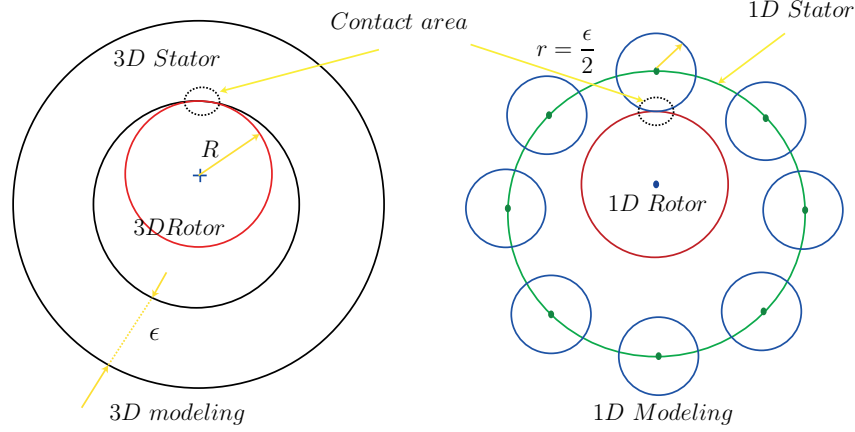 Contact area
3D Stator
R
3DRotor
ϵ
3D modeling
1D Stator
r = ϵ/2
1D Rotor
1D Modeling